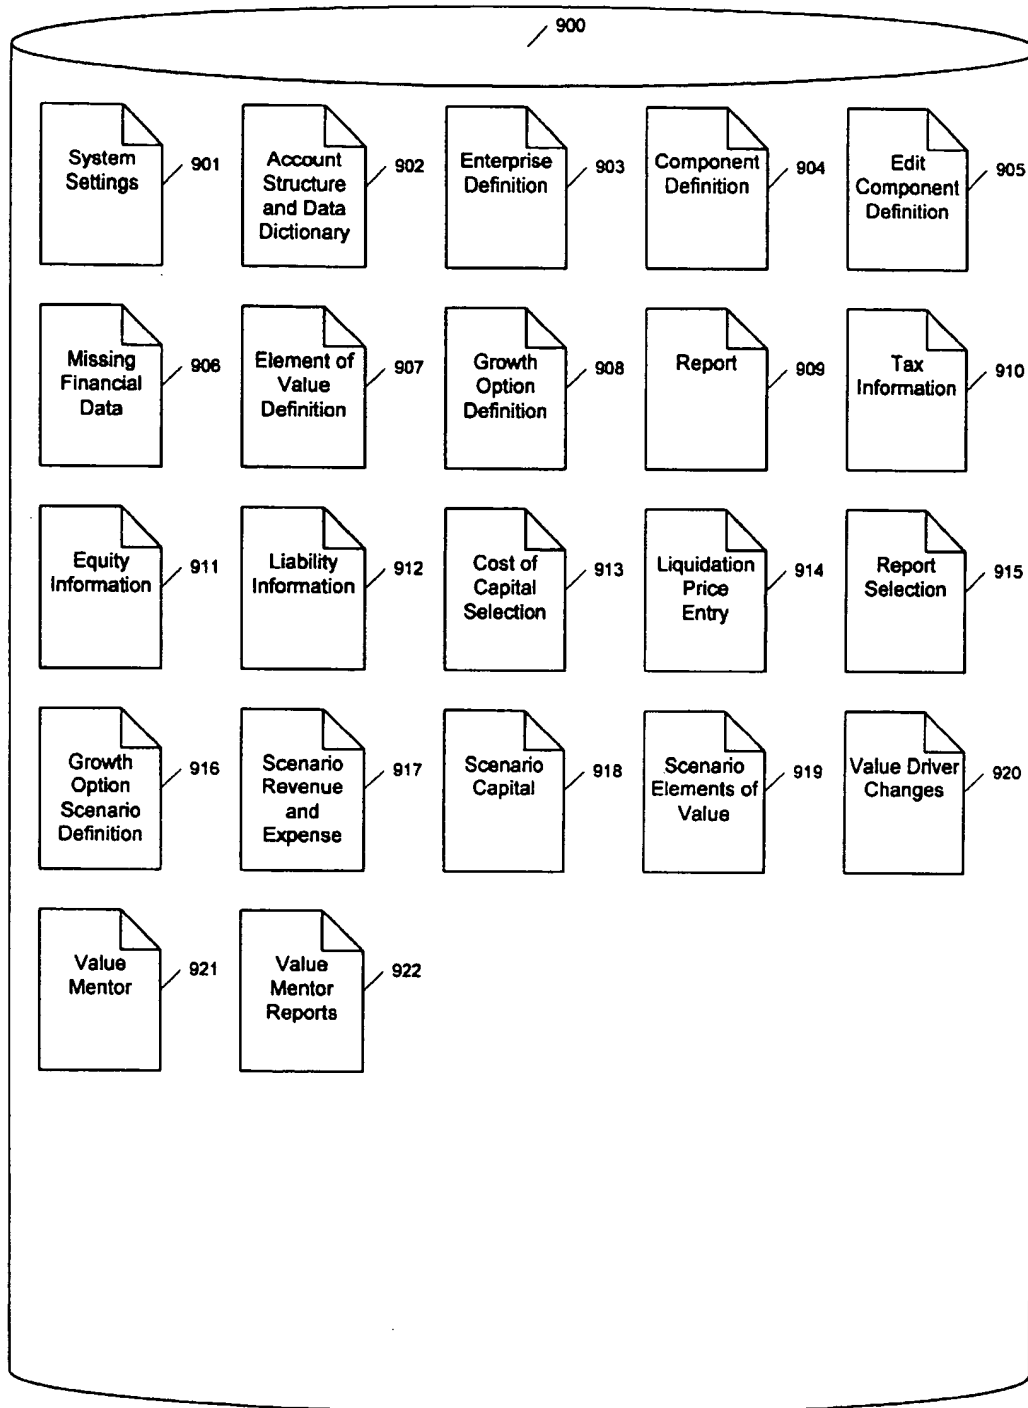 900
System
Settings
901
Account
Structure
and Data
Dictionary
902
Enterprise
Definition
903
Component
Definition
904
Edit
Component
Definition
905
Missing
Financial
Data
906
Element of
Value
Definition
907
Growth
Option
Definition
908
Report
909
Tax
Information
910
Equity
Information
911
Liability
Information
912
Cost of
Capital
Selection
913
Liquidation
Price
Entry
914
Report
Selection
915
Growth
Option
Scenario
Definition
916
Scenario
Revenue
and
Expense
917
Scenario
Capital
918
Scenario
Elements of
Value
919
Value Driver
Changes
920
Value
Mentor
921
Value
Mentor
Reports
922